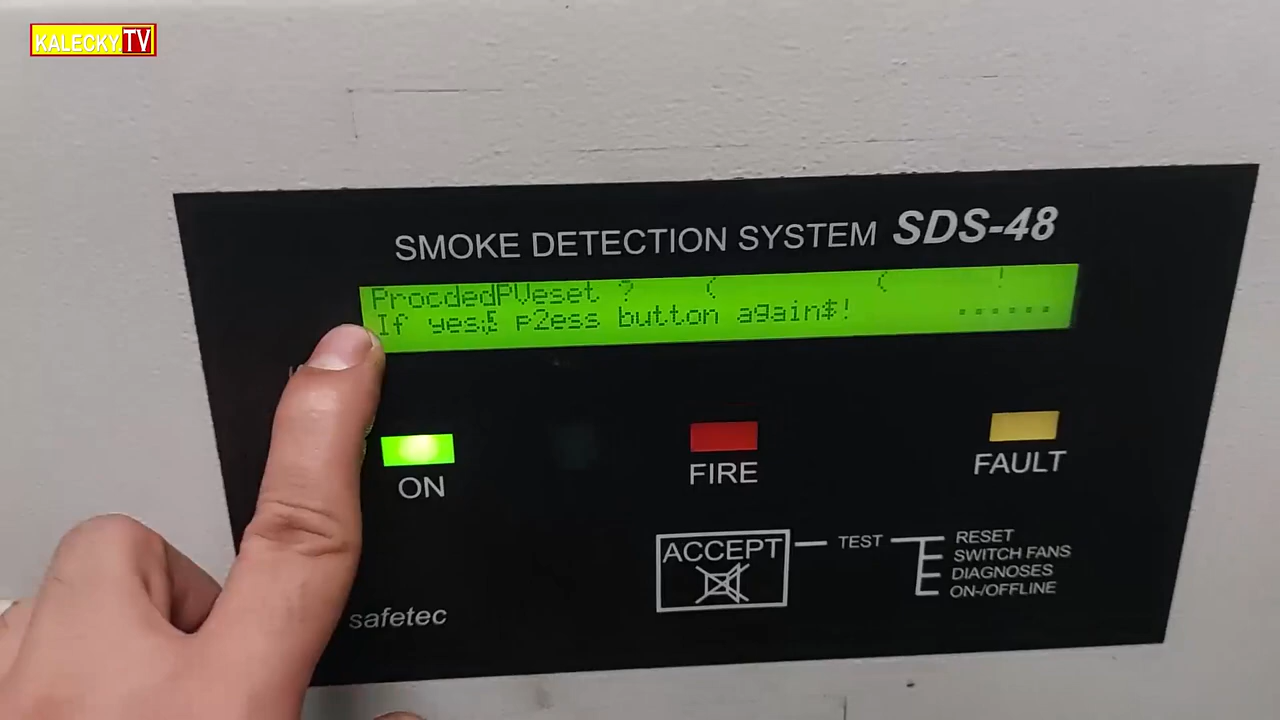 KALECKY TV
SMOKE DETECTION SYSTEM SDS-48
ProcdedPVeset ? ( ( !
If yes, p2ess button again$! ......
ON
FIRE
FAULT
ACCEPT
TEST
RESET
SWITCH FANS
DIAGNOSES
ON-/OFFLINE
safetec